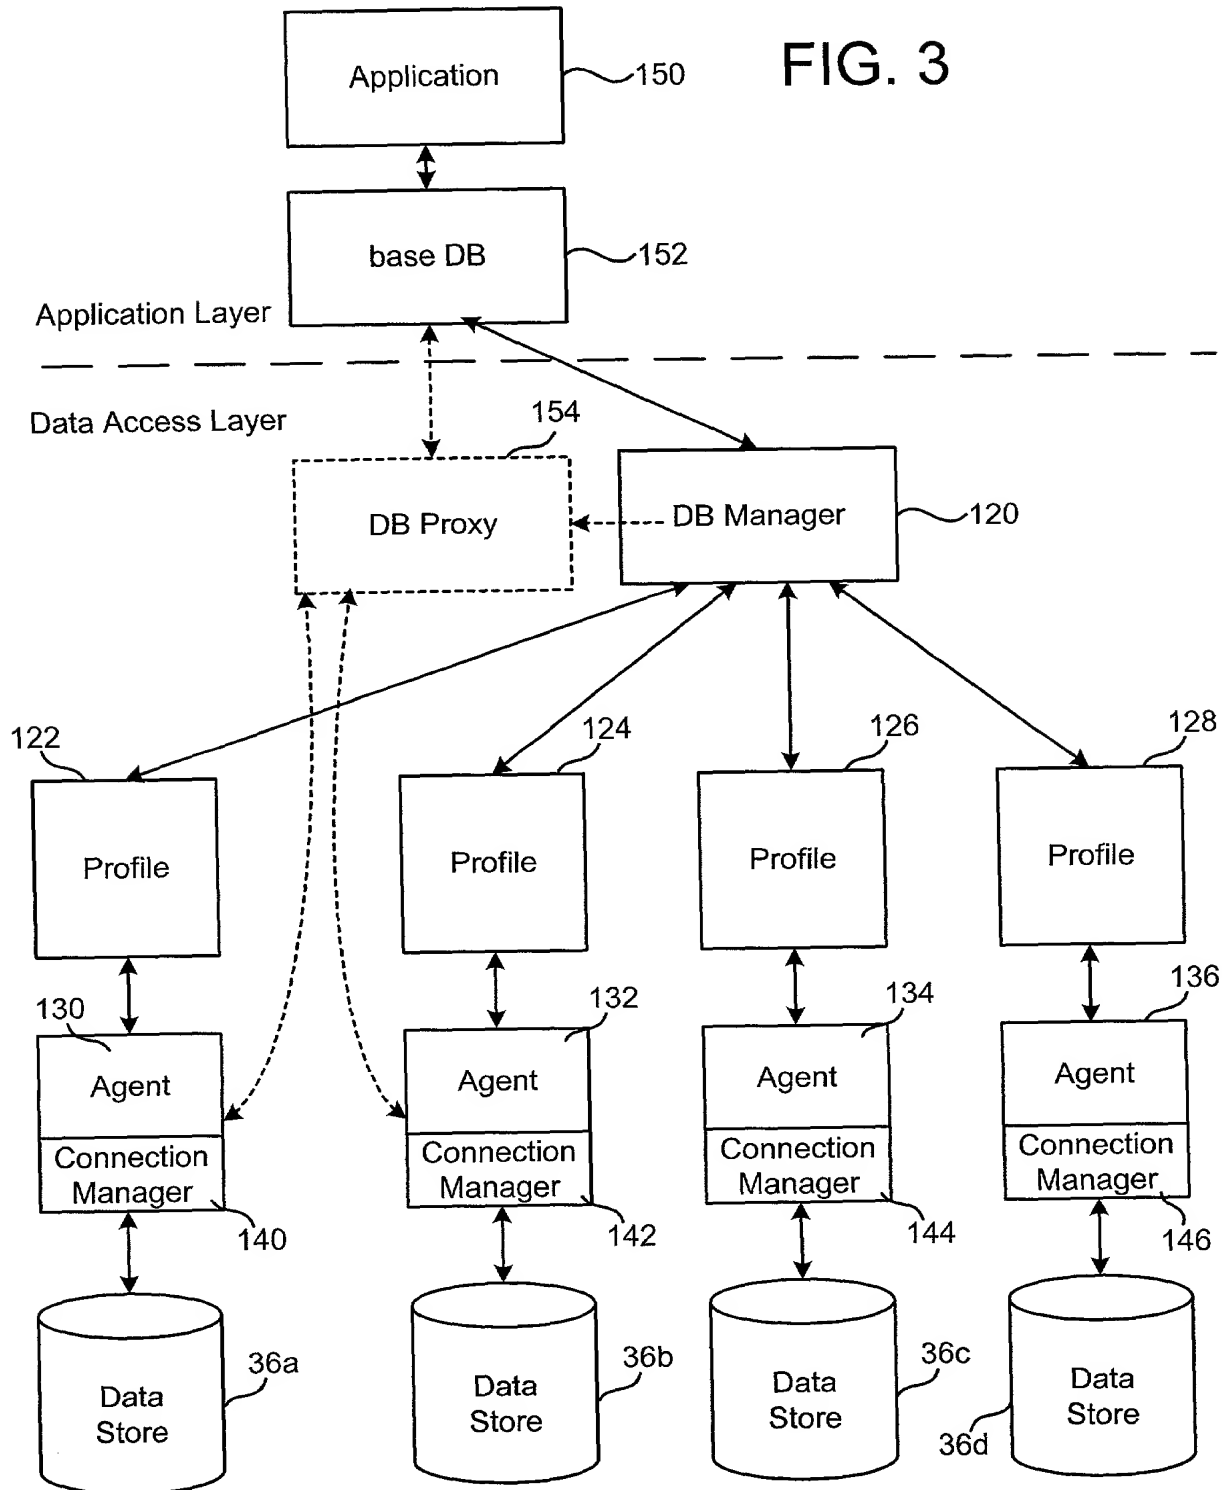 FIG. 3
Application
150
base DB
152
Application Layer
Data Access Layer
154
DB Proxy
DB Manager
120
122
124
126
128
Profile
Profile
Profile
Profile
130
132
134
136
Agent
Agent
Agent
Agent
Connection
Manager
Connection
Manager
Connection
Manager
Connection
Manager
140
142
144
146
36a
36b
36c
36d
Data
Store
Data
Store
Data
Store
Data
Store